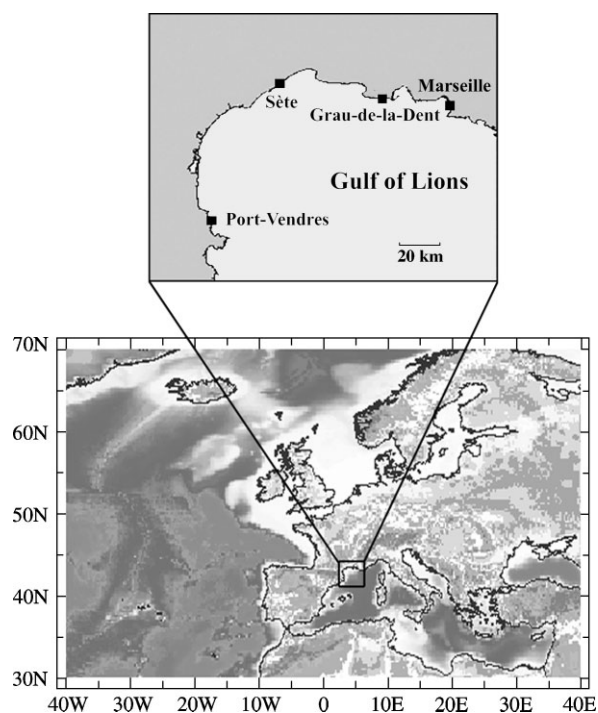 Marseille
Sète
Grau-de-la-Dent
Gulf of Lions
Port-Vendres
20 km
70N
60N
50N
40N
30N
40W 30W 20W 10W 0 10E 20E 30E 40E